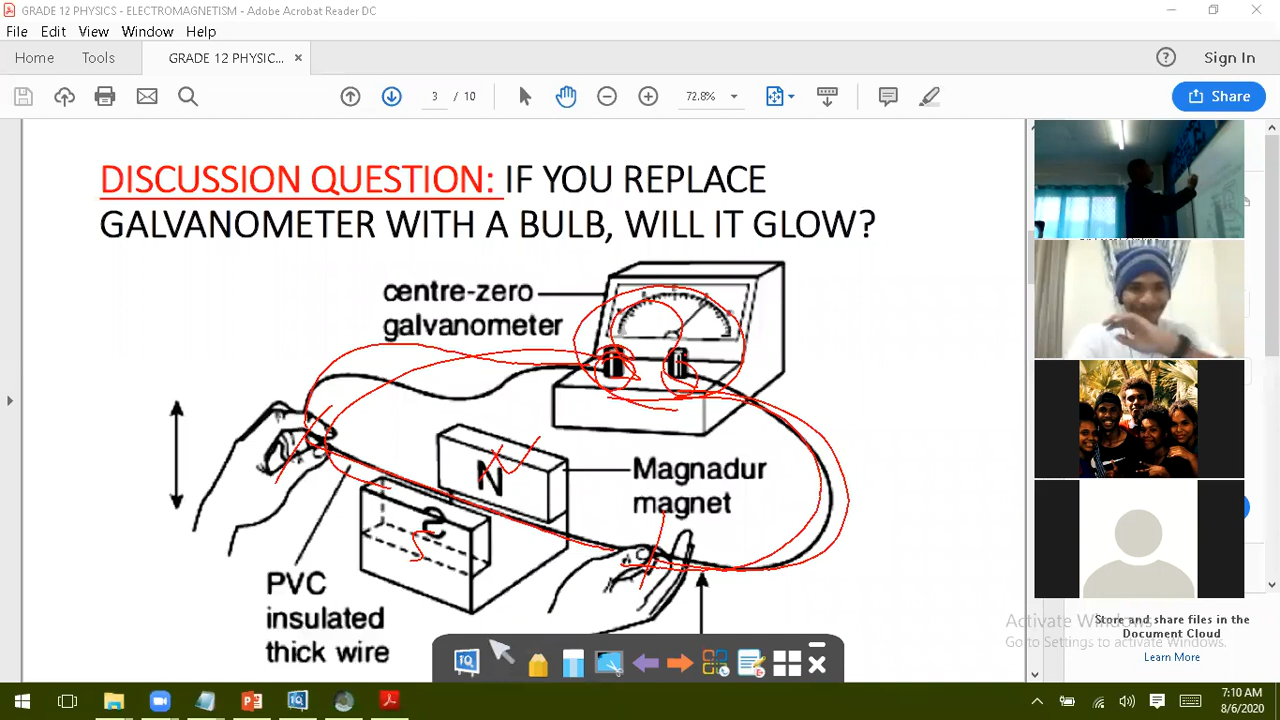 GRADE 12 PHYSICS - ELECTROMAGNETISM - Adobe Acrobat Reader DC
File Edit View Window Help
Home Tools GRADE 12 PHYSIC... ×
Sign In
3 / 10 72.8% Share
DISCUSSION QUESTION: IF YOU REPLACE
GALVANOMETER WITH A BULB, WILL IT GLOW?
centre-zero
galvanometer
N
S
Magnadur
magnet
PVC
insulated
thick wire
Activate Windows
Go to Settings to activate Windows.
Store and share files in the
Document Cloud
Learn More
7:10 AM
8/6/2020